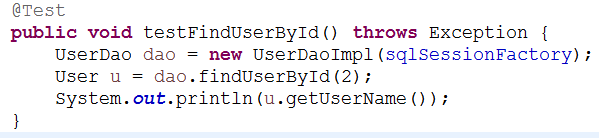 @Test
public void testFindUserById() throws Exception {
    UserDao dao = new UserDaoImpl(sqlSessionFactory);
    User u = dao.findUserById(2);
    System.out.println(u.getUserName());
}